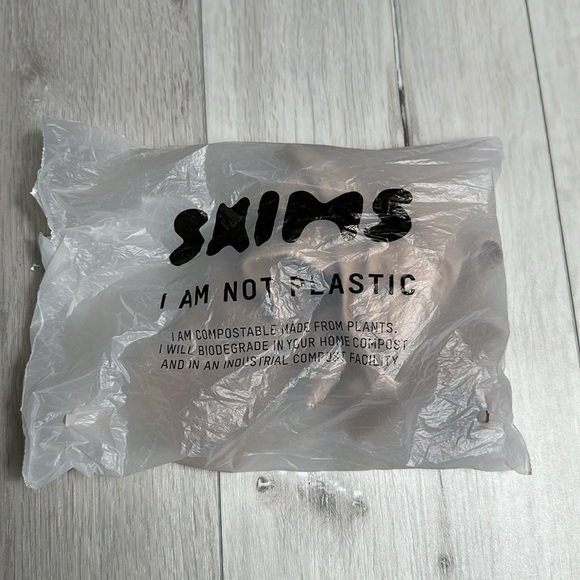 SKIMS
I AM NOT PLASTIC
I AM COMPOSTABLE MADE FROM PLANTS.
I WILL BIODEGRADE IN YOUR HOME COMPOST
AND IN AN INDUSTRIAL COMPOST FACILITY